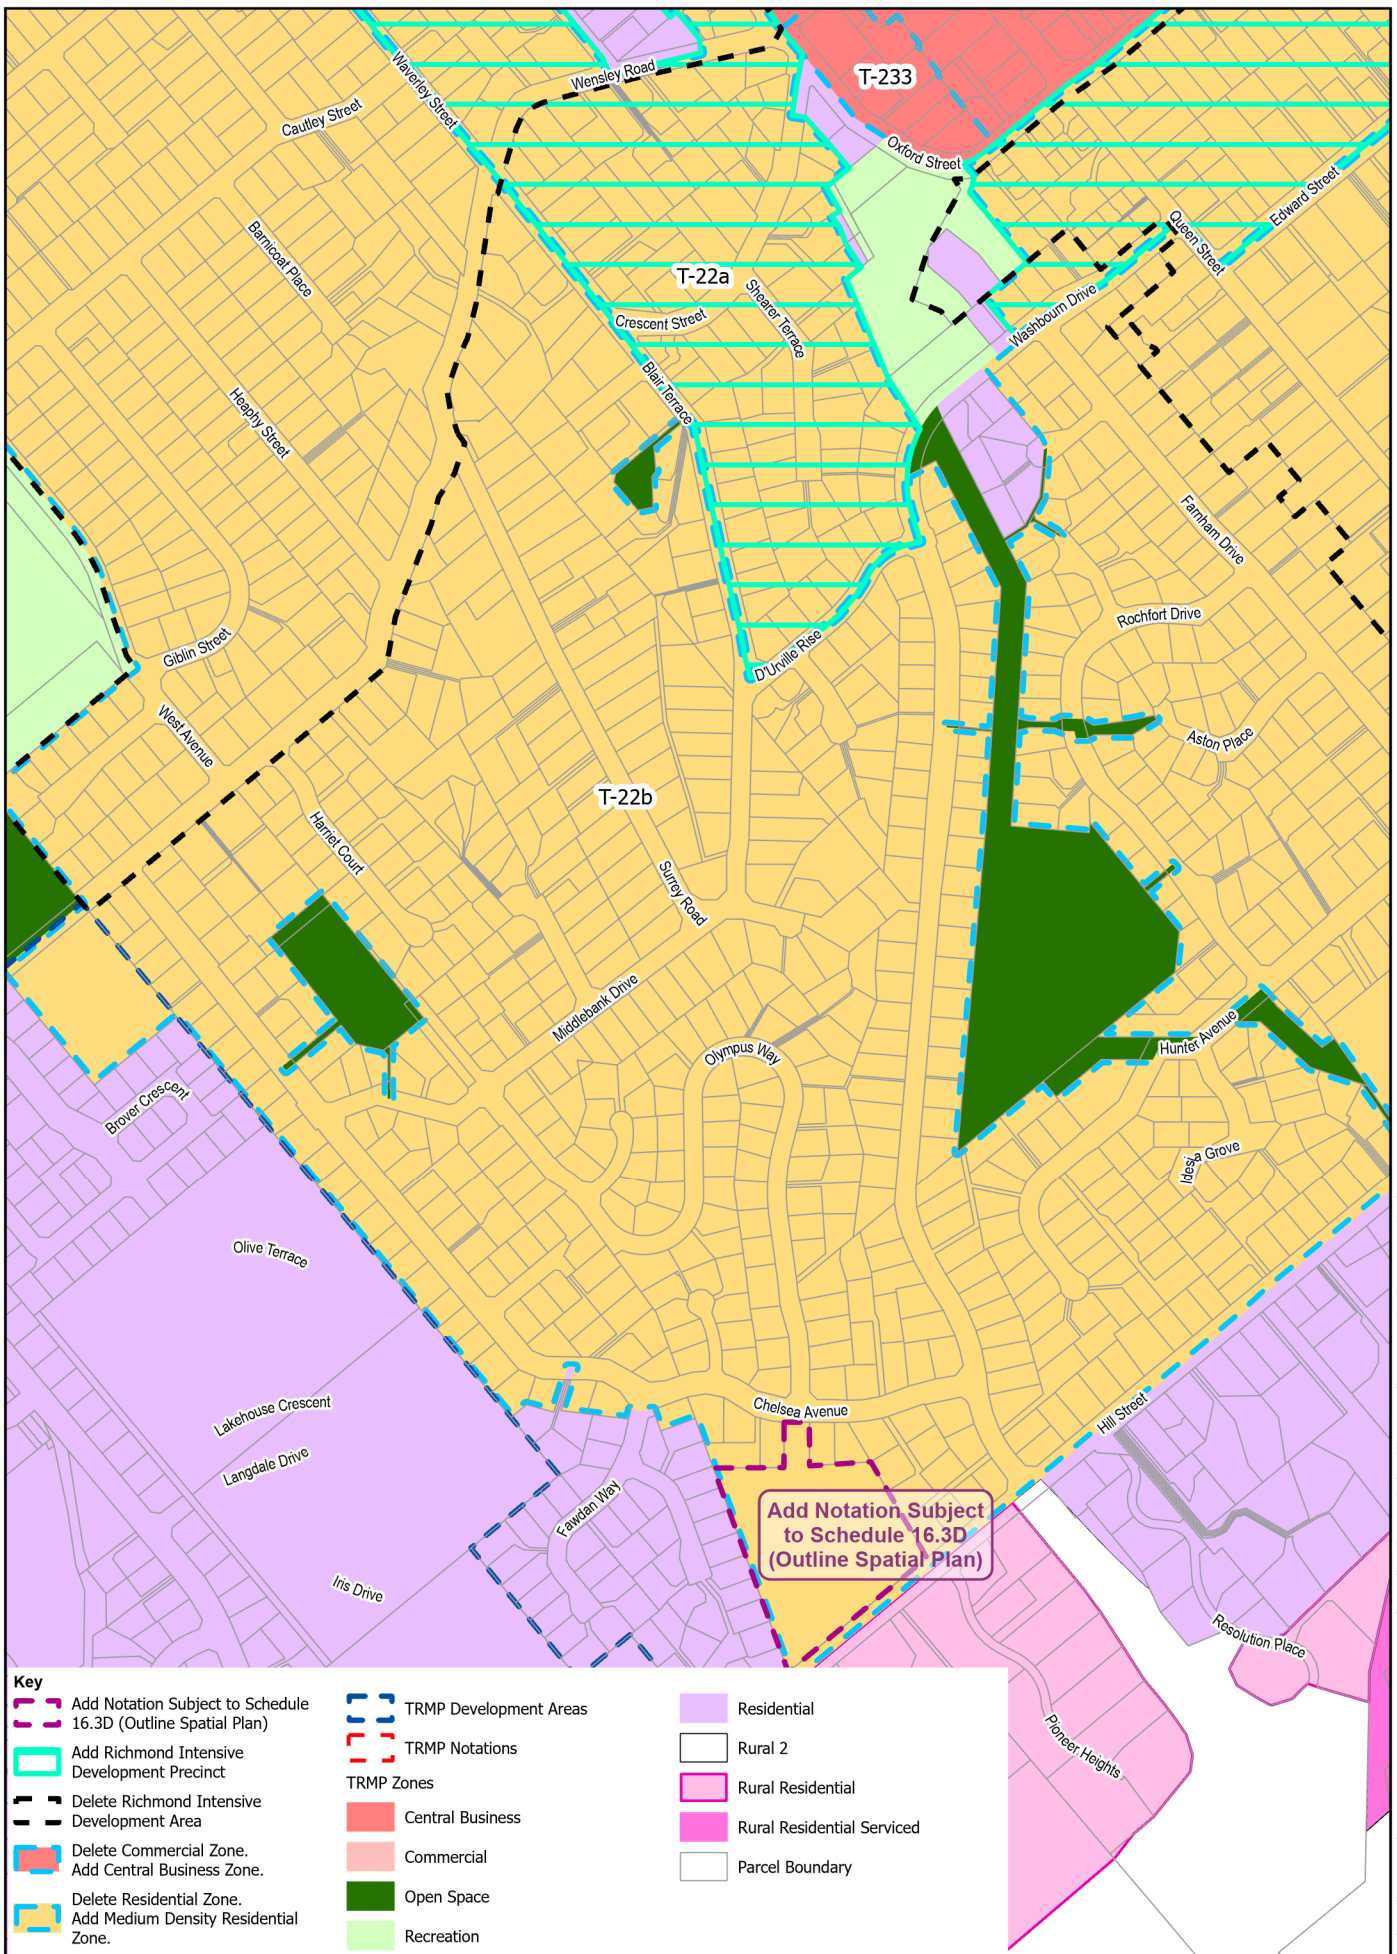 T-233
Wensley Road
Waverley Street
Cautley Street
Oxford Street
Edward Street
Queen Street
Barnicoat Place
T-22a
Shearer Terrace
Crescent Street
Washbourn Drive
Blair Terrace
Heaphy Street
Farnham Drive
Rochfort Drive
Giblin Street
D'Urville Rise
West Avenue
Aston Place
T-22b
Harriet Court
Surrey Road
Middlebank Drive
Olympus Way
Hunter Avenue
Brover Crescent
Idesia Grove
Olive Terrace
Lakehouse Crescent
Chelsea Avenue
Hill Street
Langdale Drive
Fawdan Way
Add Notation Subject
to Schedule 16.3D
(Outline Spatial Plan)
Iris Drive
Resolution Place
Pioneer Heights
Key
Add Notation Subject to Schedule
16.3D (Outline Spatial Plan)
Add Richmond Intensive
Development Precinct
Delete Richmond Intensive
Development Area
Delete Commercial Zone.
Add Central Business Zone.
Delete Residential Zone.
Add Medium Density Residential
Zone.
TRMP Development Areas
TRMP Notations
TRMP Zones
Central Business
Commercial
Open Space
Recreation
Residential
Rural 2
Rural Residential
Rural Residential Serviced
Parcel Boundary